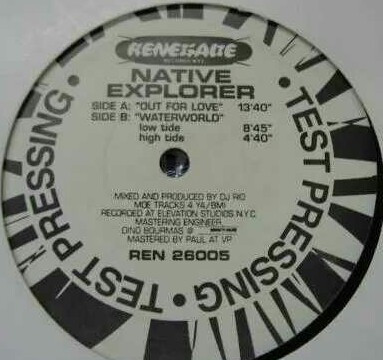 RENEGADE
NATIVE
EXPLORER
SIDE A: "OUT FOR LOVE" 13'40"
SIDE B: "WATERWORLD"
low tide 8'45"
high tide 4'40"
MIXED AND PRODUCED BY DJ RIC
MOE TRACKS 4 YA/BMI
RECORDED AT ELEVATION STUDIOS N.Y.C.
MASTERING ENGINEER
DINO BOURMAS @
MASTERED BY PAUL AT VP
REN 26005
TEST PRESSING • TEST PRESSING •